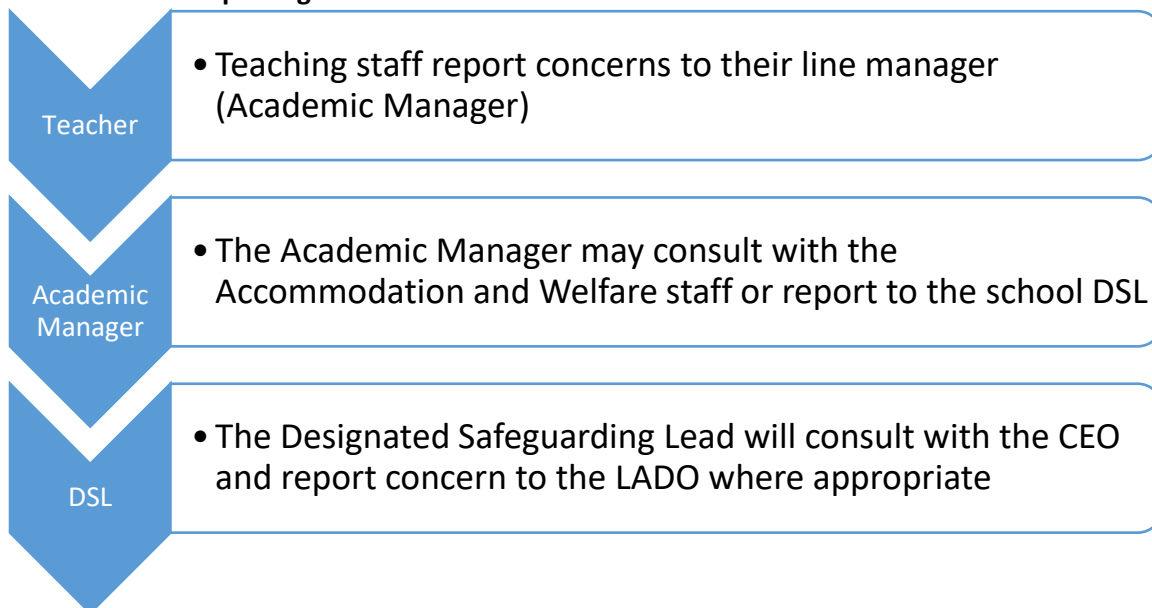 Teacher
• Teaching staff report concerns to their line manager
(Academic Manager)
Academic
Manager
• The Academic Manager may consult with the
Accommodation and Welfare staff or report to the school DSL
DSL
• The Designated Safeguarding Lead will consult with the CEO
and report concern to the LADO where appropriate